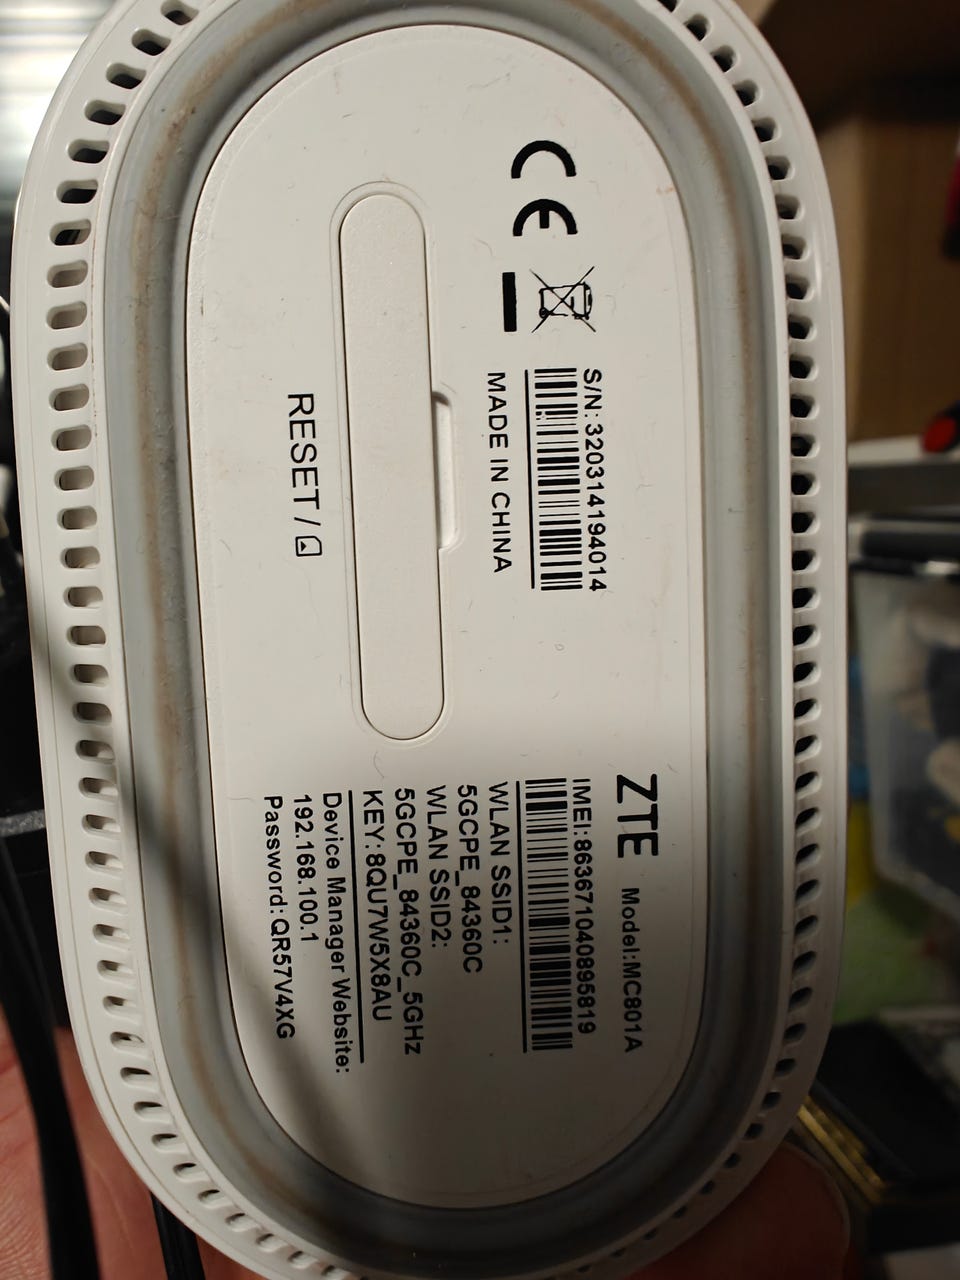 CE
S/N: 320314194014
MADE IN CHINA
RESET /
ZTE Model:MC801A
IMEI:863671040895819
WLAN SSID1:
5GCPE_84360C
WLAN SSID2:
5GCPE_84360C_5GHz
KEY:8QU7W5X8AU
Device Manager Website:
192.168.100.1
Password:QR57V4XG